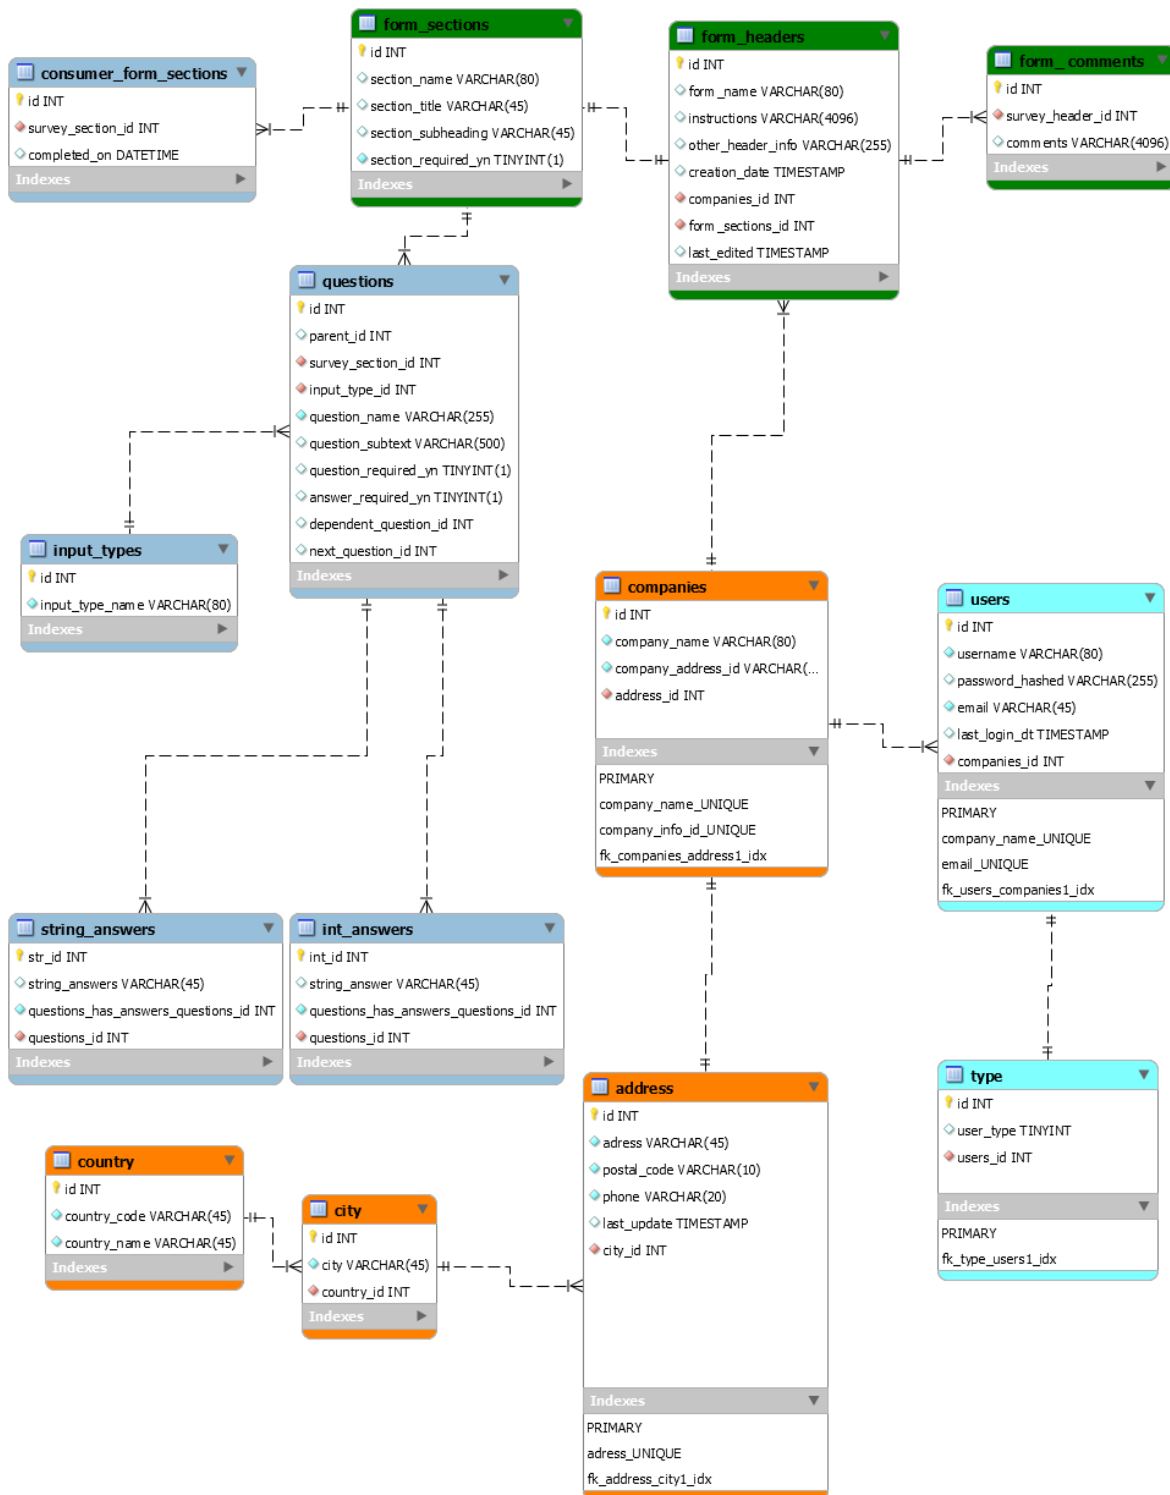 form_sections
id INT
section_name VARCHAR(80)
section_title VARCHAR(45)
section_subheading VARCHAR(45)
section_required_yn TINYINT(1)
Indexes
form_headers
id INT
form_name VARCHAR(80)
instructions VARCHAR(4096)
other_header_info VARCHAR(255)
creation_date TIMESTAMP
companies_id INT
form_sections_id INT
last_edited TIMESTAMP
Indexes
form_ comments
id INT
survey_header_id INT
comments VARCHAR(4096)
Indexes
consumer_form_sections
id INT
survey_section_id INT
completed_on DATETIME
Indexes
questions
id INT
parent_id INT
survey_section_id INT
input_type_id INT
question_name VARCHAR(255)
question_subtext VARCHAR(500)
question_required_yn TINYINT(1)
answer_required_yn TINYINT(1)
dependent_question_id INT
next_question_id INT
Indexes
input_types
id INT
input_type_name VARCHAR(80)
Indexes
companies
id INT
company_name VARCHAR(80)
company_address_id VARCHAR(...
address_id INT
Indexes
PRIMARY
company_name_UNIQUE
company_info_id_UNIQUE
fk_companies_address1_idx
users
id INT
username VARCHAR(80)
password_hashed VARCHAR(255)
email VARCHAR(45)
last_login_dt TIMESTAMP
companies_id INT
Indexes
PRIMARY
company_name_UNIQUE
email_UNIQUE
fk_users_companies1_idx
string_answers
str_id INT
string_answers VARCHAR(45)
questions_has_answers_questions_id INT
questions_id INT
Indexes
int_answers
int_id INT
string_answer VARCHAR(45)
questions_has_answers_questions_id INT
questions_id INT
Indexes
address
id INT
adress VARCHAR(45)
postal_code VARCHAR(10)
phone VARCHAR(20)
last_update TIMESTAMP
city_id INT
Indexes
PRIMARY
adress_UNIQUE
fk_address_city1_idx
type
id INT
user_type TINYINT
users_id INT
Indexes
PRIMARY
fk_type_users1_idx
country
id INT
country_code VARCHAR(45)
country_name VARCHAR(45)
Indexes
city
id INT
city VARCHAR(45)
country_id INT
Indexes